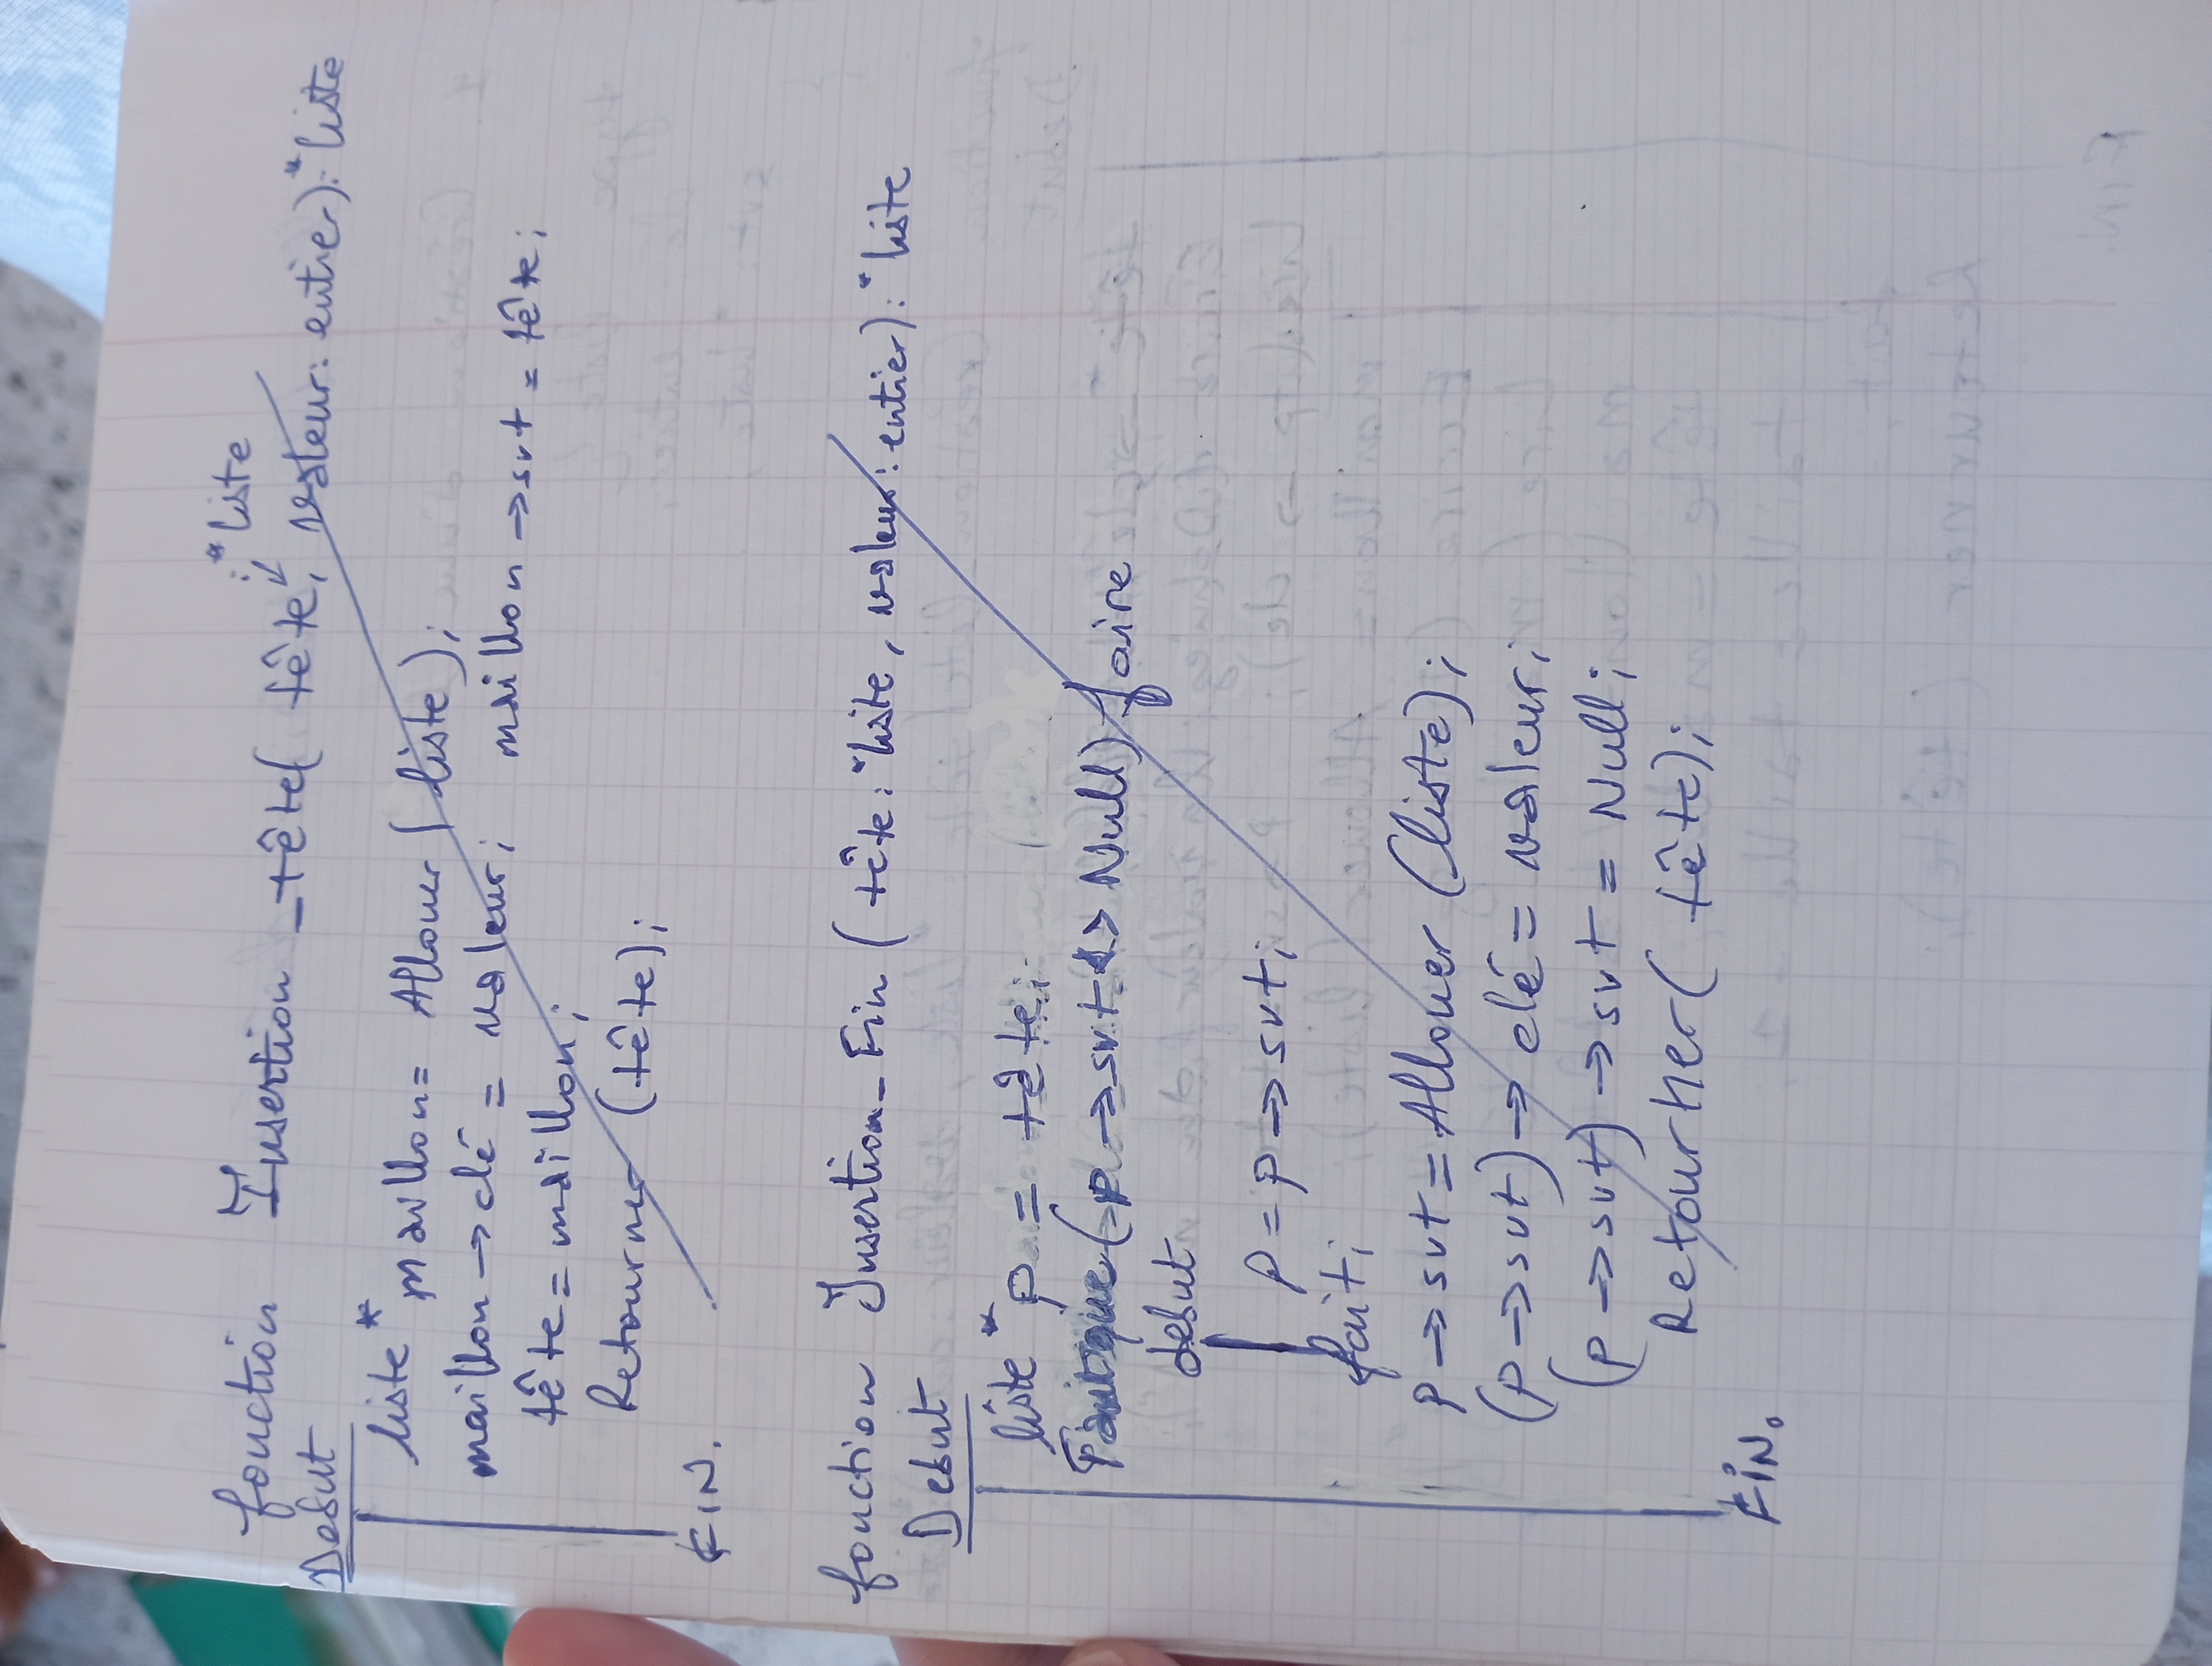 : *liste
fonction Insertion_tête( tête, valeur: entier): *liste
Debut
liste * maillon = Allouer (liste);
maillon → clé = valeur; maillon → svt = tête;
tête = maillon;
Retourner (tête);
FIN.
fonction Insertion_Fin (tête: *liste, valeur: entier): *liste
Debut
liste * p = tête;
(p → svt <> Null) faire
debut
p = p → svt;
fait;
p → svt = Allouer (liste);
(p → svt) → clé = valeur;
(p → svt) → svt = Null;
Retourner ( tête);
FIN.